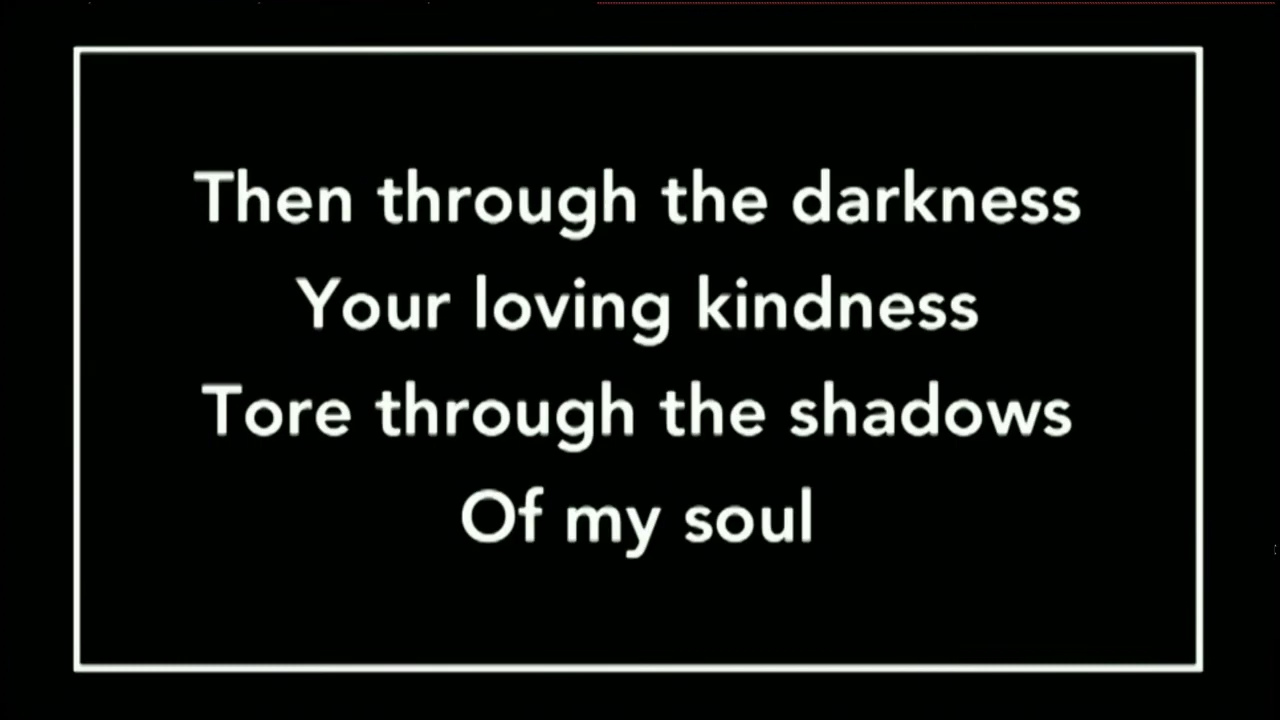 Then through the darkness
Your loving kindness
Tore through the shadows
Of my soul